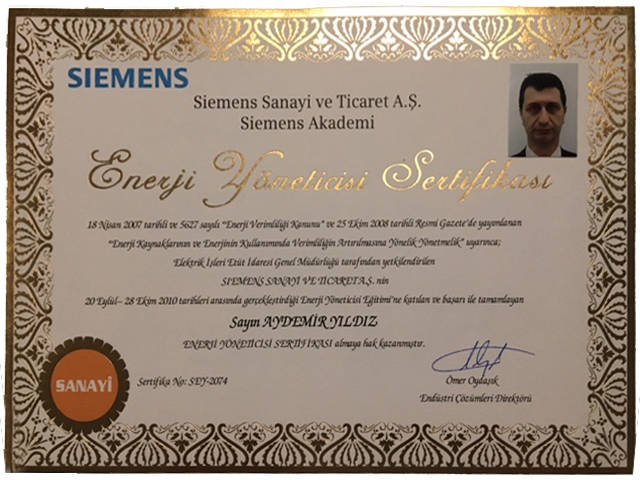 SIEMENS
Siemens Sanayi ve Ticaret A.Ş.
Siemens Akademi
Enerji Yöneticisi Sertifikası
18 Nisan 2007 tarihli ve 5627 sayılı "Enerji Verimliliği Kanunu" ve 25 Ekim 2008 tarihli Resmi Gazete'de yayımlanan
"Enerji Kaynaklarının ve Enerjinin Kullanımında Verimliliğin Artırılmasına Yönelik Yönetmelik" uyarınca;
Elektrik İşleri Etüt İdaresi Genel Müdürlüğü tarafından yetkilendirilen
SIEMENS SANAYİ VE TİCARET A.Ş. nin
20 Eylül– 28 Ekim 2010 tarihleri arasında gerçekleştirdiği Enerji Yöneticisi Eğitimi'ne katılan ve başarı ile tamamlayan
Sayın AYDEMİR YILDIZ
ENERJİ YÖNETİCİSİ SERTİFİKASI almaya hak kazanmıştır.
SANAYİ
Sertifika No: SEY-2074
Ömer Oydaşık
Endüstri Çözümleri Direktörü